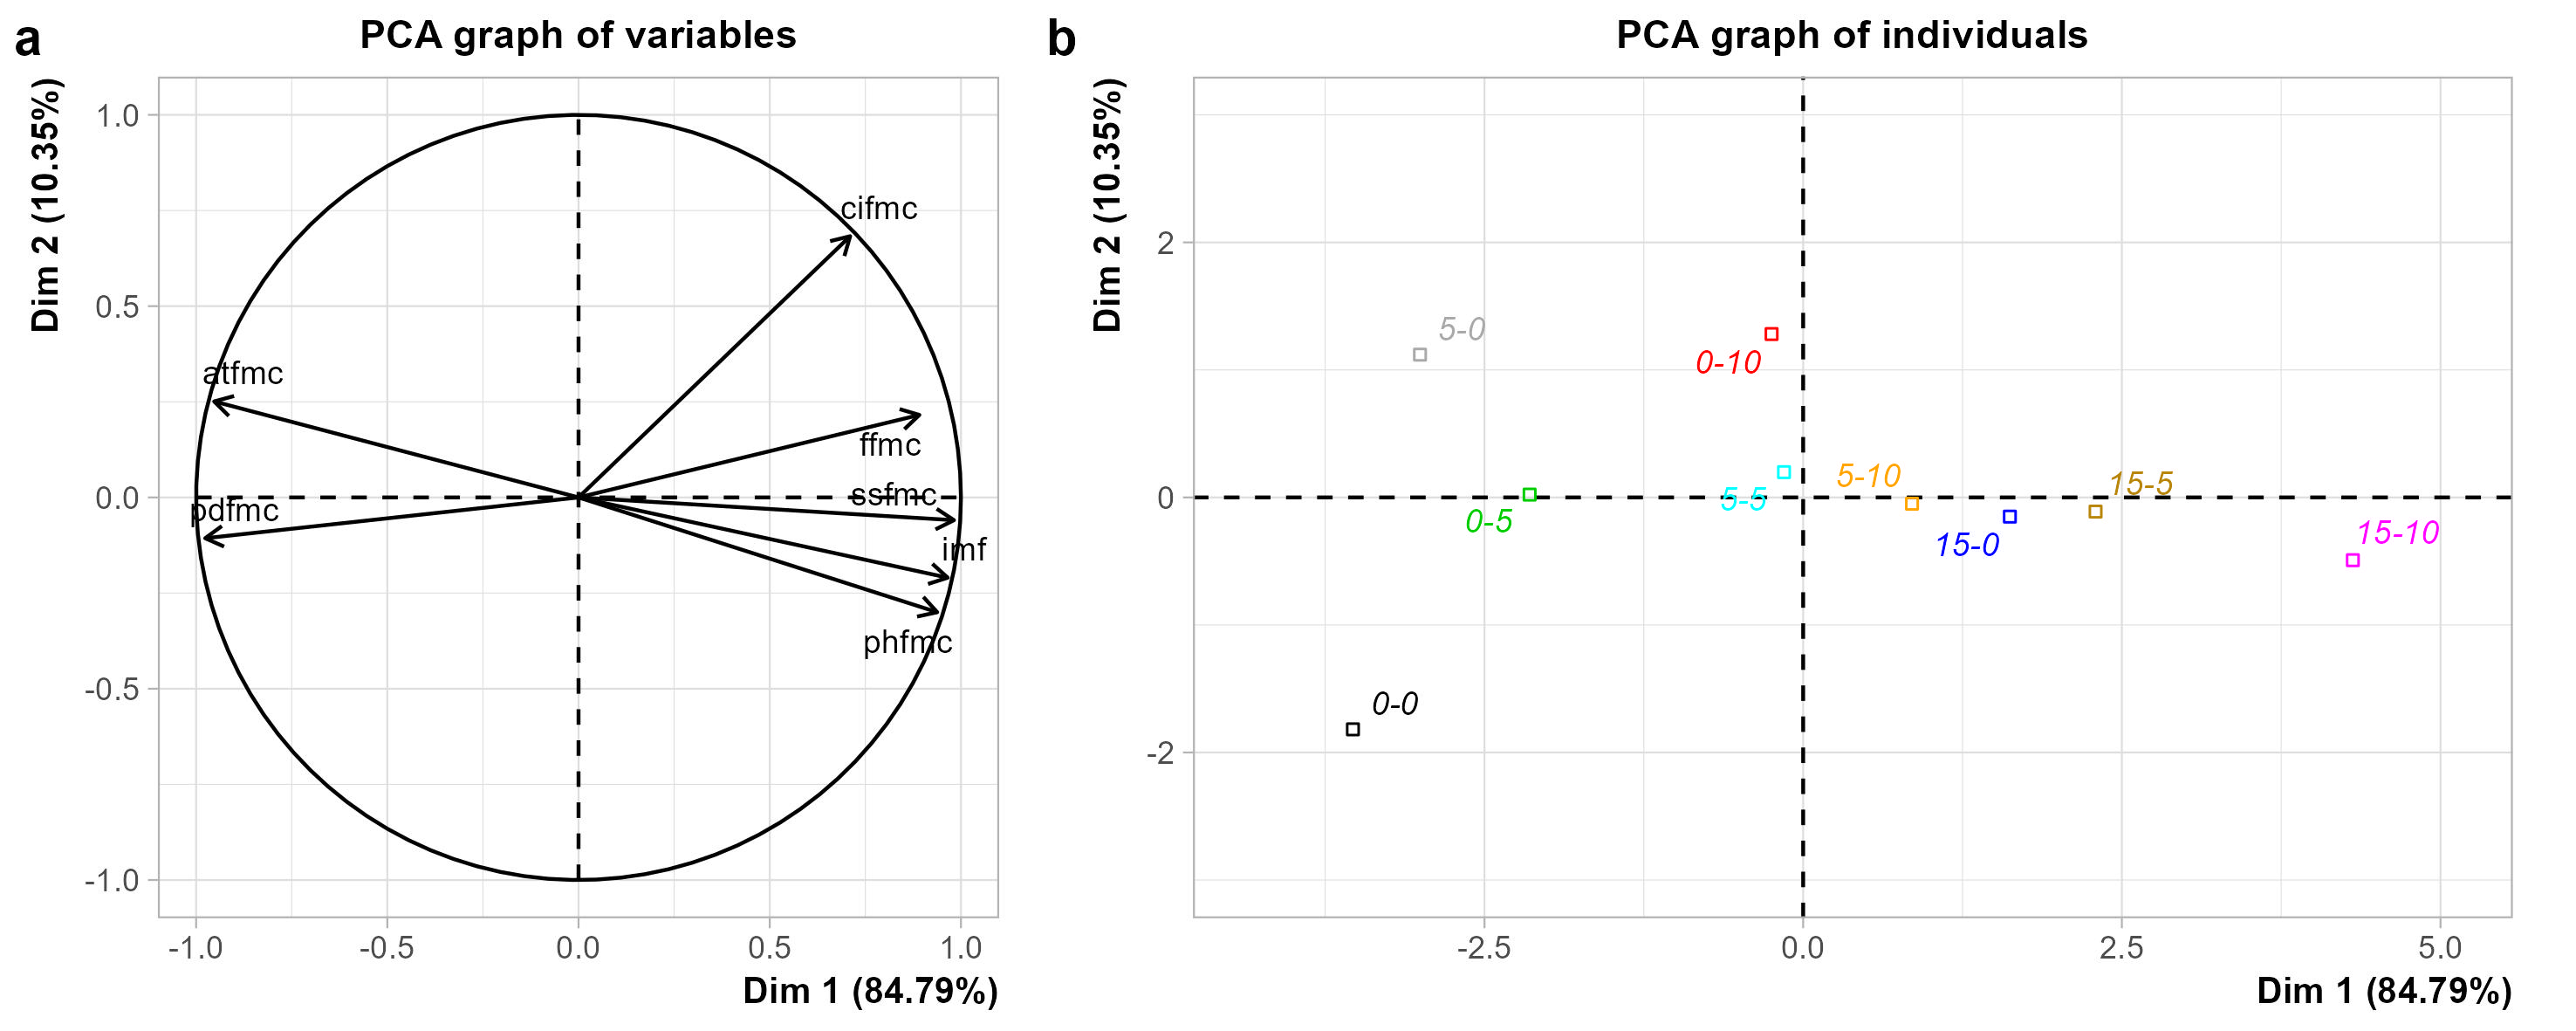 a
PCA graph of variables
Dim 2 (10.35%)
1.0
0.5
0.0
-0.5
-1.0
cifmc
atfmc
ffmc
ssfmc
pdfmc
imf
phfmc
-1.0
-0.5
0.0
0.5
1.0
Dim 1 (84.79%)
b
PCA graph of individuals
Dim 2 (10.35%)
2
0
-2
5-0
0-10
5-10
15-5
5-5
0-5
15-0
15-10
0-0
-2.5
0.0
2.5
5.0
Dim 1 (84.79%)